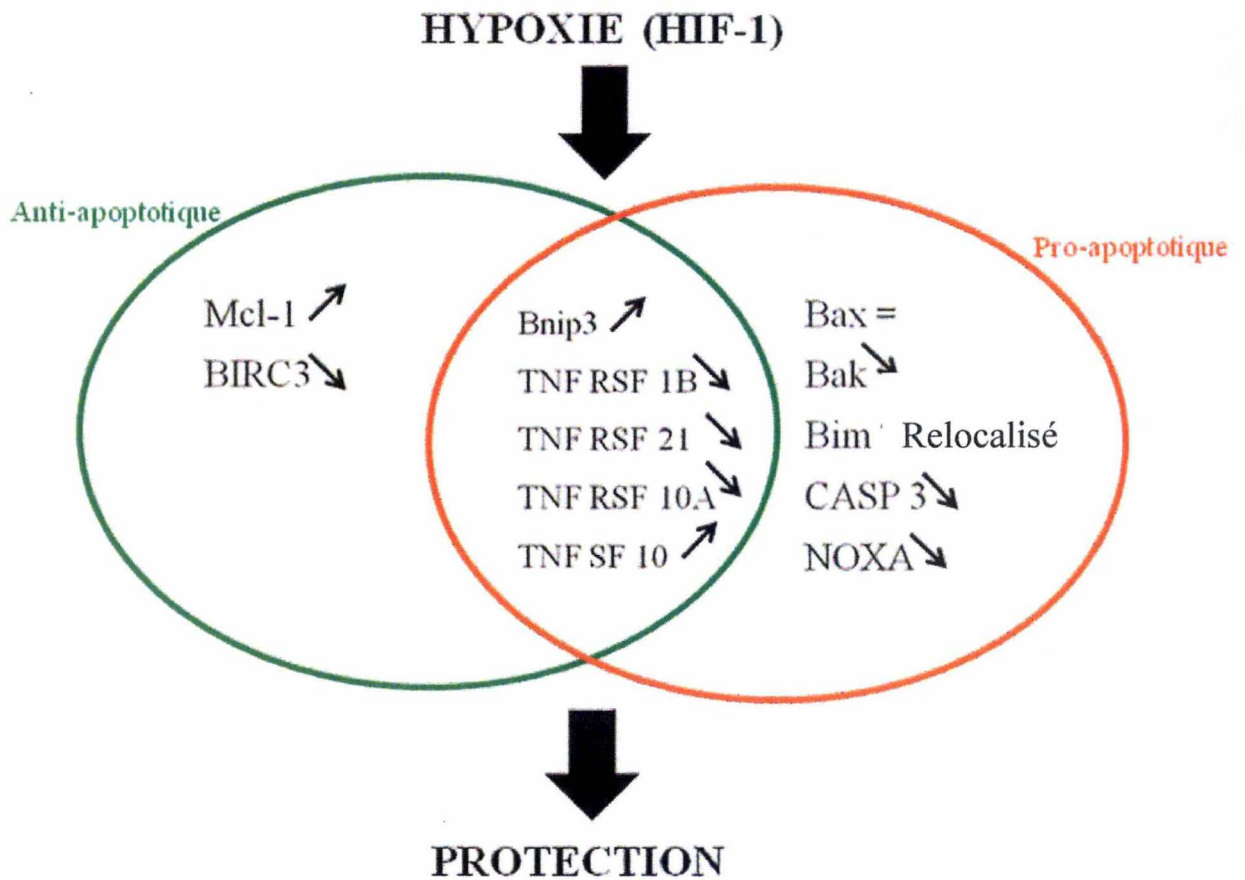 HYPOXIE (HIF-1)
Anti-apoptotique
Pro-apoptotique
Mcl-1 ↗
BIRC3 ↘
Bnip3 ↗
TNF RSF 1B ↘
TNF RSF 21 ↘
TNF RSF 10A ↘
TNF SF 10 ↗
Bax =
Bak ↘
Bim Relocalisé
CASP 3 ↘
NOXA ↘
PROTECTION